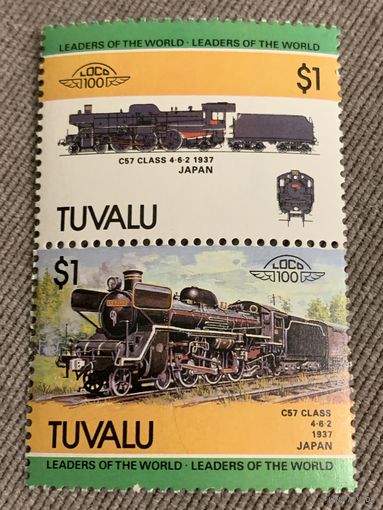 LEADERS OF THE WORLD · LEADERS OF THE WORLD
LOCO
100
$1
C57 CLASS 4-6-2 1937
JAPAN
TUVALU
$1
LOCO
100
C57 CLASS
4-6-2
1937
JAPAN
TUVALU
LEADERS OF THE WORLD · LEADERS OF THE WORLD